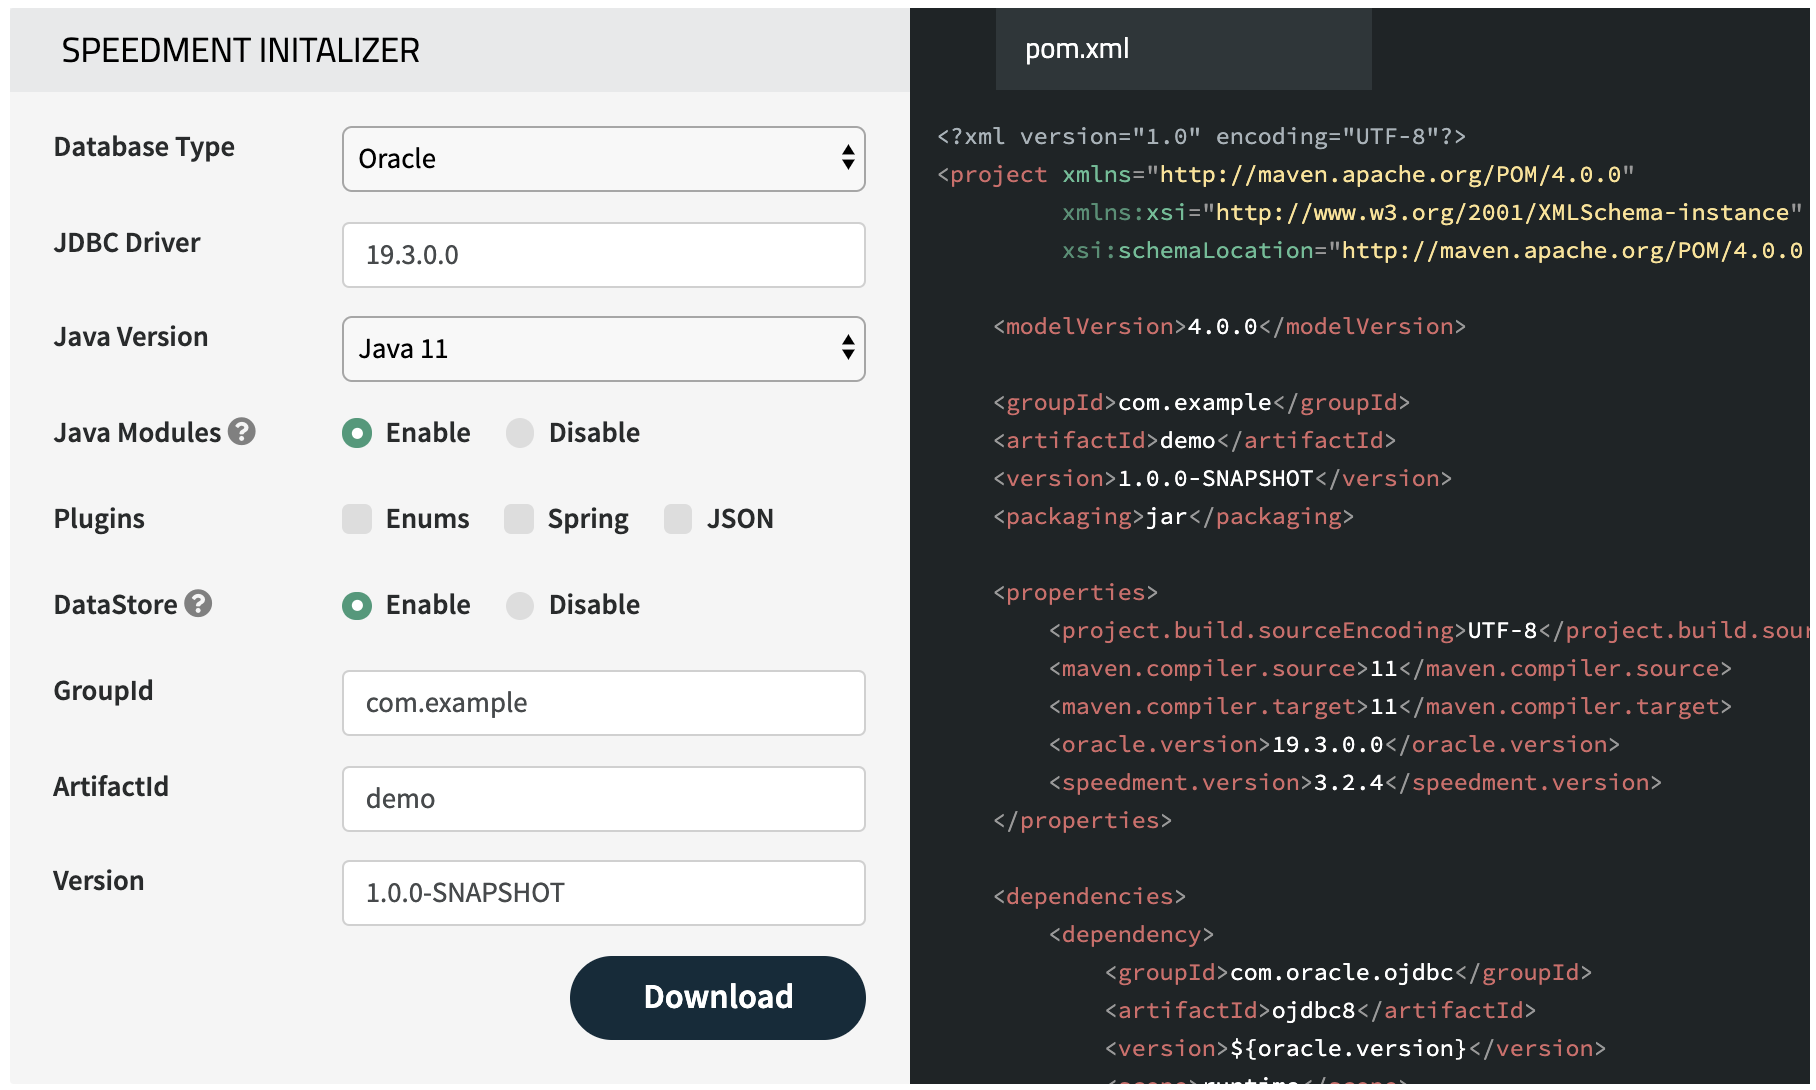 SPEEDMENT INITALIZER
Database Type
Oracle
JDBC Driver
19.3.0.0
Java Version
Java 11
Java Modules ?
Enable Disable
Plugins
Enums Spring JSON
DataStore ?
Enable Disable
GroupId
com.example
ArtifactId
demo
Version
1.0.0-SNAPSHOT
Download
pom.xml
<?xml version="1.0" encoding="UTF-8"?>
<project xmlns="http://maven.apache.org/POM/4.0.0"
xmlns:xsi="http://www.w3.org/2001/XMLSchema-instance"
xsi:schemaLocation="http://maven.apache.org/POM/4.0.0
<modelVersion>4.0.0</modelVersion>
<groupId>com.example</groupId>
<artifactId>demo</artifactId>
<version>1.0.0-SNAPSHOT</version>
<packaging>jar</packaging>
<properties>
<project.build.sourceEncoding>UTF-8</project.build.sour
<maven.compiler.source>11</maven.compiler.source>
<maven.compiler.target>11</maven.compiler.target>
<oracle.version>19.3.0.0</oracle.version>
<speedment.version>3.2.4</speedment.version>
</properties>
<dependencies>
<dependency>
<groupId>com.oracle.ojdbc</groupId>
<artifactId>ojdbc8</artifactId>
<version>${oracle.version}</version>
<scope>runtime</scope>